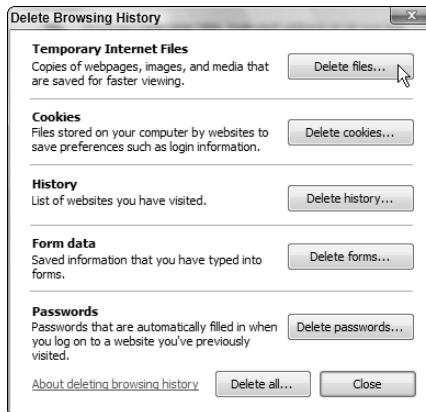 Delete Browsing History
Temporary Internet Files
Copies of webpages, images, and media that
are saved for faster viewing.
Delete files...
Cookies
Files stored on your computer by websites to
save preferences such as login information.
Delete cookies...
History
List of websites you have visited.
Delete history...
Form data
Saved information that you have typed into
forms.
Delete forms...
Passwords
Passwords that are automatically filled in when
you log on to a website you've previously
visited.
Delete passwords...
About deleting browsing history
Delete all...
Close